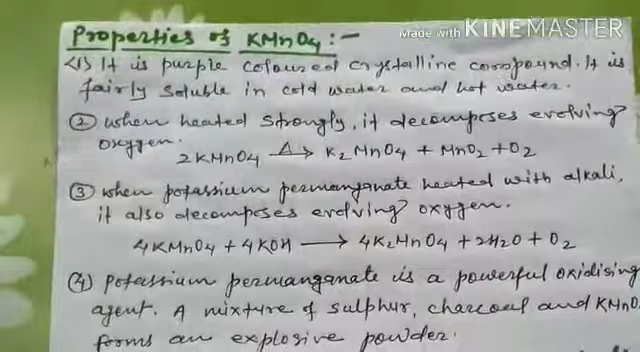 Made with KINEMASTER
Properties of KMnO4:-
<1> It is purple coloured crystalline compound. It is
fairly soluble in cold water and hot water.
② when heated strongly, it decomposes evolving
oxygen.
2KMnO4 —Δ→ K2MnO4 + MnO2 + O2
③ when potassium permanganate heated with alkali,
it also decomposes evolving oxygen.
4KMnO4 + 4KOH ⟶ 4K2MnO4 + 2H2O + O2
(4) Potassium permanganate is a powerful oxidising
agent. A mixture of sulphur, charcoal and KMnO
forms an explosive powder.